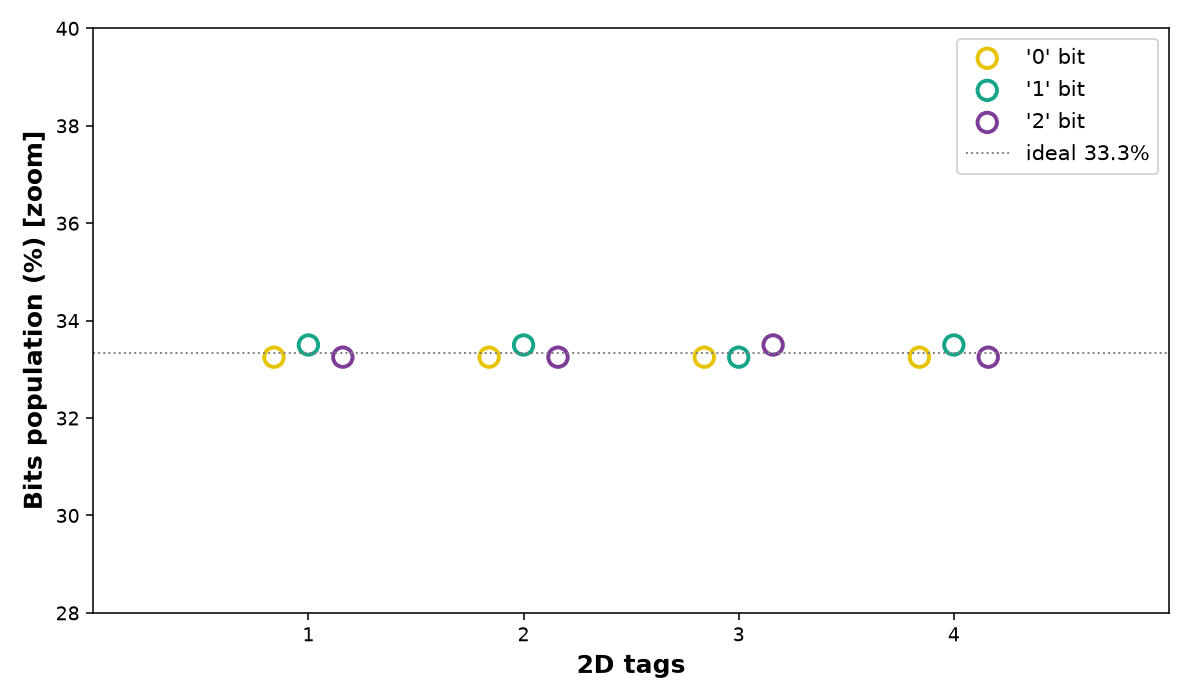 40
38
36
34
32
30
28
Bits population (%) [zoom]
'0' bit
'1' bit
'2' bit
ideal 33.3%
1 2 3 4
2D tags